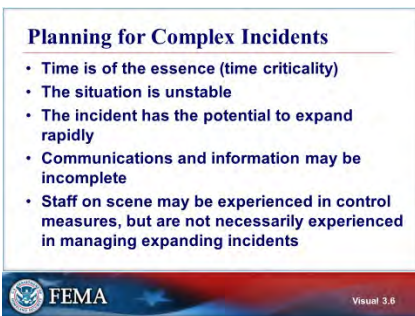 Planning for Complex Incidents
• Time is of the essence (time criticality)
• The situation is unstable
• The incident has the potential to expand
rapidly
• Communications and information may be
incomplete
• Staff on scene may be experienced in control
measures, but are not necessarily experienced
in managing expanding incidents
FEMA
Visual 3.6